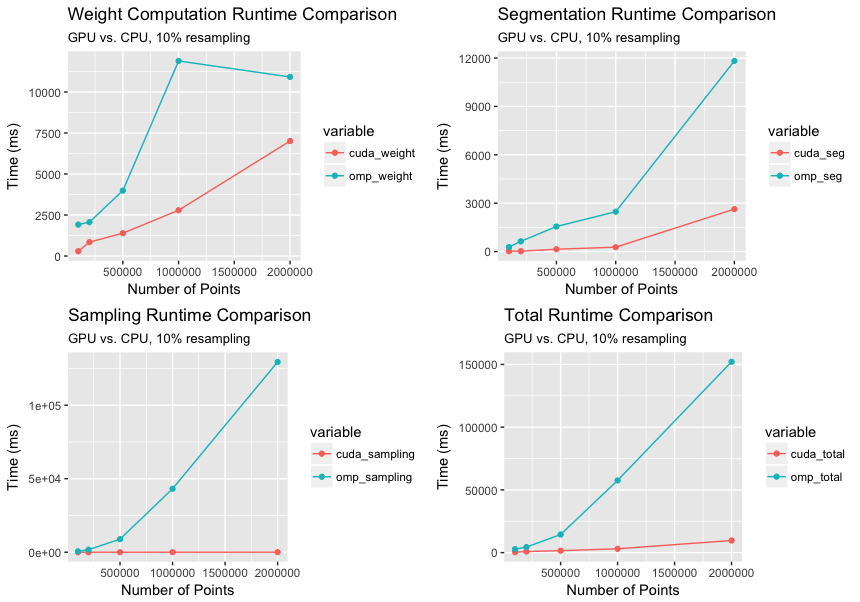 Weight Computation Runtime Comparison
GPU vs. CPU, 10% resampling
Time (ms)
10000
7500
5000
2500
0
500000 1000000 1500000 2000000
Number of Points
variable
cuda_weight
omp_weight
Segmentation Runtime Comparison
GPU vs. CPU, 10% resampling
Time (ms)
12000
9000
6000
3000
0
500000 1000000 1500000 2000000
Number of Points
variable
cuda_seg
omp_seg
Sampling Runtime Comparison
GPU vs. CPU, 10% resampling
Time (ms)
1e+05
5e+04
0e+00
500000 1000000 1500000 2000000
Number of Points
variable
cuda_sampling
omp_sampling
Total Runtime Comparison
GPU vs. CPU, 10% resampling
Time (ms)
150000
100000
50000
0
500000 1000000 1500000 2000000
Number of Points
variable
cuda_total
omp_total